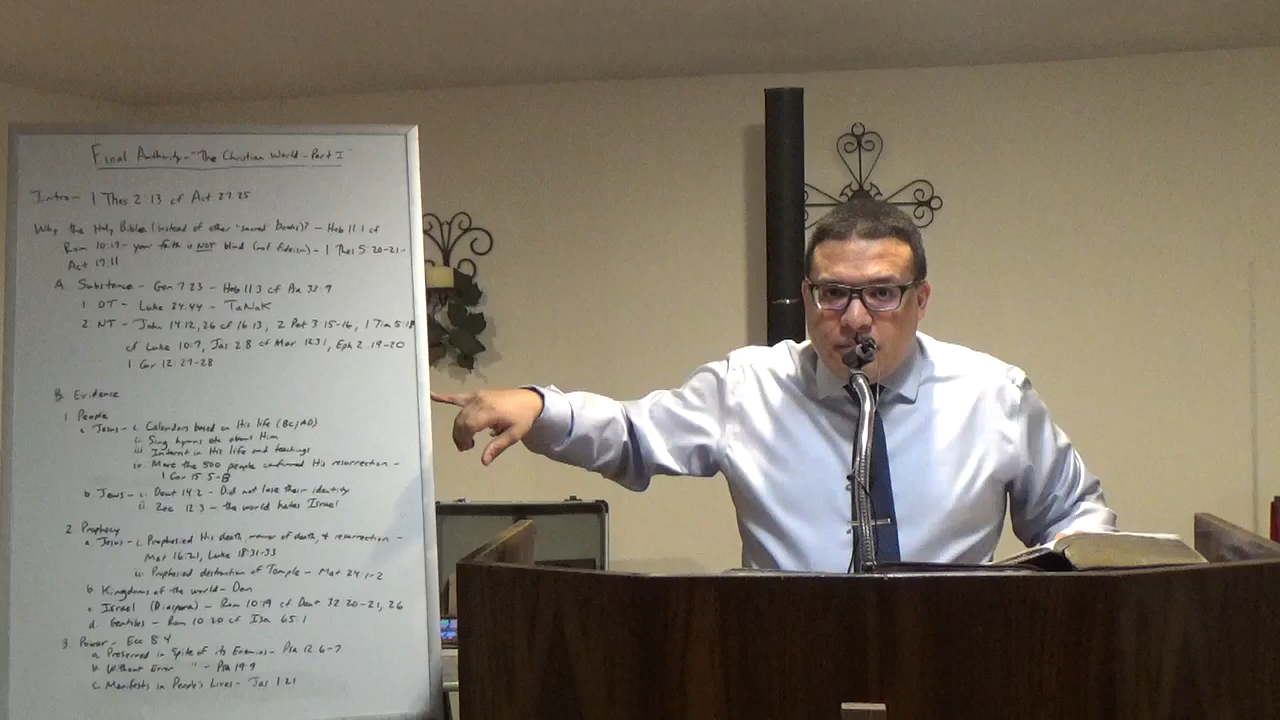 Final Authority - "The Christian World - Part I"
Intro - 1 Thes 2:13 cf Act 27:25
Why the Holy Bible (instead of other "sacred books")? - Heb 11:1 cf
Rom 10:17 - your faith is NOT blind (not fideism) - 1 Thes 5:20-21 -
Act 17:11
A. Substance - Gen 7:23 - Heb 11:3 cf Psa 33:9
1. OT - Luke 24:44 - TaNaK
2. NT - John 14:12, 26 cf 16:13, 2 Pet 3:15-16, 1 Tim 5:18
cf Luke 10:7, Jas 2:8 cf Mar 12:31, Eph 2:19-20
1 Cor 12:27-28
B. Evidence
1. People
a. Jesus - i. Calendars based on His life (BC/AD)
ii. Sing hymns etc about Him
iii. Interest in His life and teachings
iv. More the 500 people confirmed His resurrection -
1 Cor 15:5-8
b. Jews - i. Deut 14:2 - Did not lose their identity
ii. Zec 12:3 - the world hates Israel
2. Prophecy
a. Jesus - i. Prophesied His death, manner of death, & resurrection -
Mat 16:21, Luke 18:31-33
ii. Prophesied destruction of Temple - Mat 24:1-2
b. Kingdoms of the world - Dan
c. Israel (Diaspora) - Rom 10:19 cf Deut 32:20-21, 26
d. Gentiles - Rom 10:20 cf Isa 65:1
3. Power - Ecc 8:4
a. Preserved in Spite of its Enemies - Psa 12:6-7
b. Without Error " - Psa 19:9
c. Manifests in People's Lives - Jas 1:21